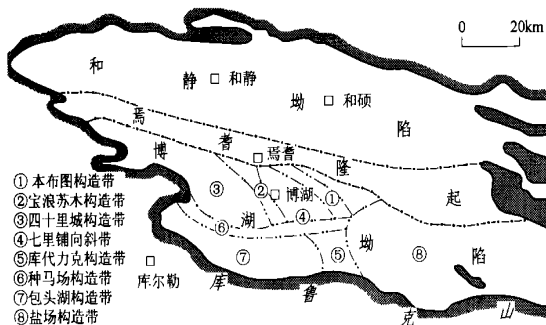 0 20km
和静坳陷
□ 和静
□ 和硕
焉耆隆起
□ 焉耆
博湖坳陷
□ 博湖
③
②
①
④
⑥
⑦
⑤
⑧
① 本布图构造带
② 宝浪苏木构造带
③ 四十里城构造带
④ 七里铺向斜带
⑤ 库代力克构造带
⑥ 种马场构造带
⑦ 包头湖构造带
⑧ 盐场构造带
□ 库尔勒
库鲁克山